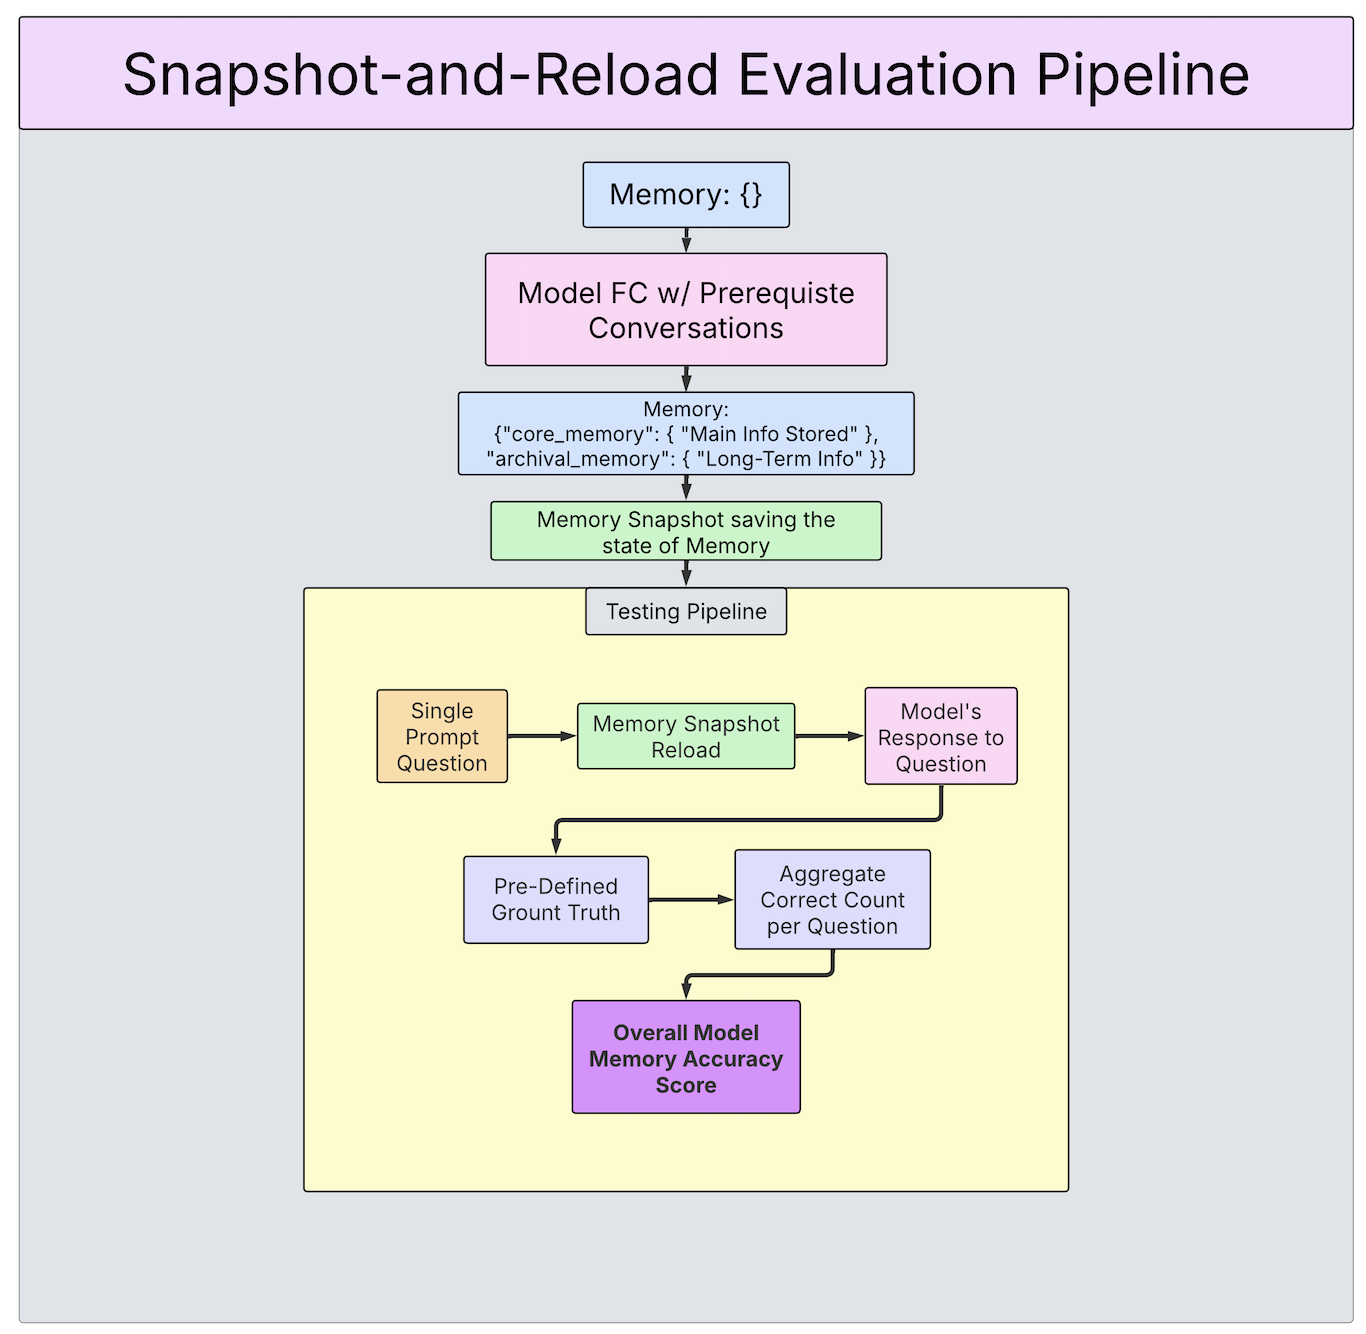 Snapshot-and-Reload Evaluation Pipeline
Memory: {}
Model FC w/ Prerequiste
Conversations
Memory:
{"core_memory": { "Main Info Stored" },
"archival_memory": { "Long-Term Info" }}
Memory Snapshot saving the
state of Memory
Testing Pipeline
Single
Prompt
Question
Memory Snapshot
Reload
Model's
Response to
Question
Pre-Defined
Grount Truth
Aggregate
Correct Count
per Question
Overall Model
Memory Accuracy
Score